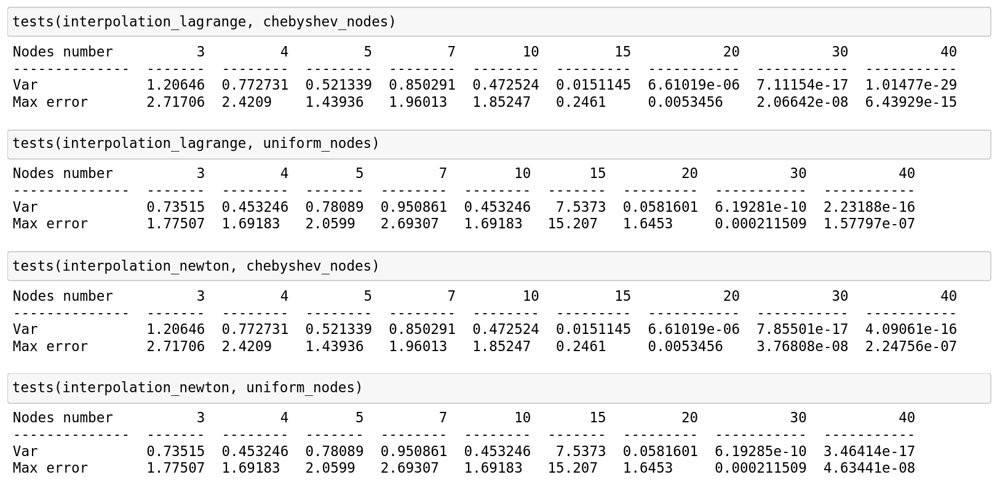 tests(interpolation_lagrange, chebyshev_nodes)
Nodes number 3 4 5 7 10 15 20 30 40
-------------- ------- -------- -------- -------- -------- --------- ----------- ----------- -----------
Var 1.20646 0.772731 0.521339 0.850291 0.472524 0.0151145 6.61019e-06 7.11154e-17 1.01477e-29
Max error 2.71706 2.4209 1.43936 1.96013 1.85247 0.2461 0.0053456 2.06642e-08 6.43929e-15
tests(interpolation_lagrange, uniform_nodes)
Nodes number 3 4 5 7 10 15 20 30 40
-------------- ------- -------- ------- -------- -------- ------- --------- ----------- -----------
Var 0.73515 0.453246 0.78089 0.950861 0.453246 7.5373 0.0581601 6.19281e-10 2.23188e-16
Max error 1.77507 1.69183 2.0599 2.69307 1.69183 15.207 1.6453 0.000211509 1.57797e-07
tests(interpolation_newton, chebyshev_nodes)
Nodes number 3 4 5 7 10 15 20 30 40
-------------- ------- -------- -------- -------- -------- --------- ----------- ----------- -----------
Var 1.20646 0.772731 0.521339 0.850291 0.472524 0.0151145 6.61019e-06 7.85501e-17 4.09061e-16
Max error 2.71706 2.4209 1.43936 1.96013 1.85247 0.2461 0.0053456 3.76808e-08 2.24756e-07
tests(interpolation_newton, uniform_nodes)
Nodes number 3 4 5 7 10 15 20 30 40
-------------- ------- -------- ------- -------- -------- ------- --------- ----------- -----------
Var 0.73515 0.453246 0.78089 0.950861 0.453246 7.5373 0.0581601 6.19285e-10 3.46414e-17
Max error 1.77507 1.69183 2.0599 2.69307 1.69183 15.207 1.6453 0.000211509 4.63441e-08